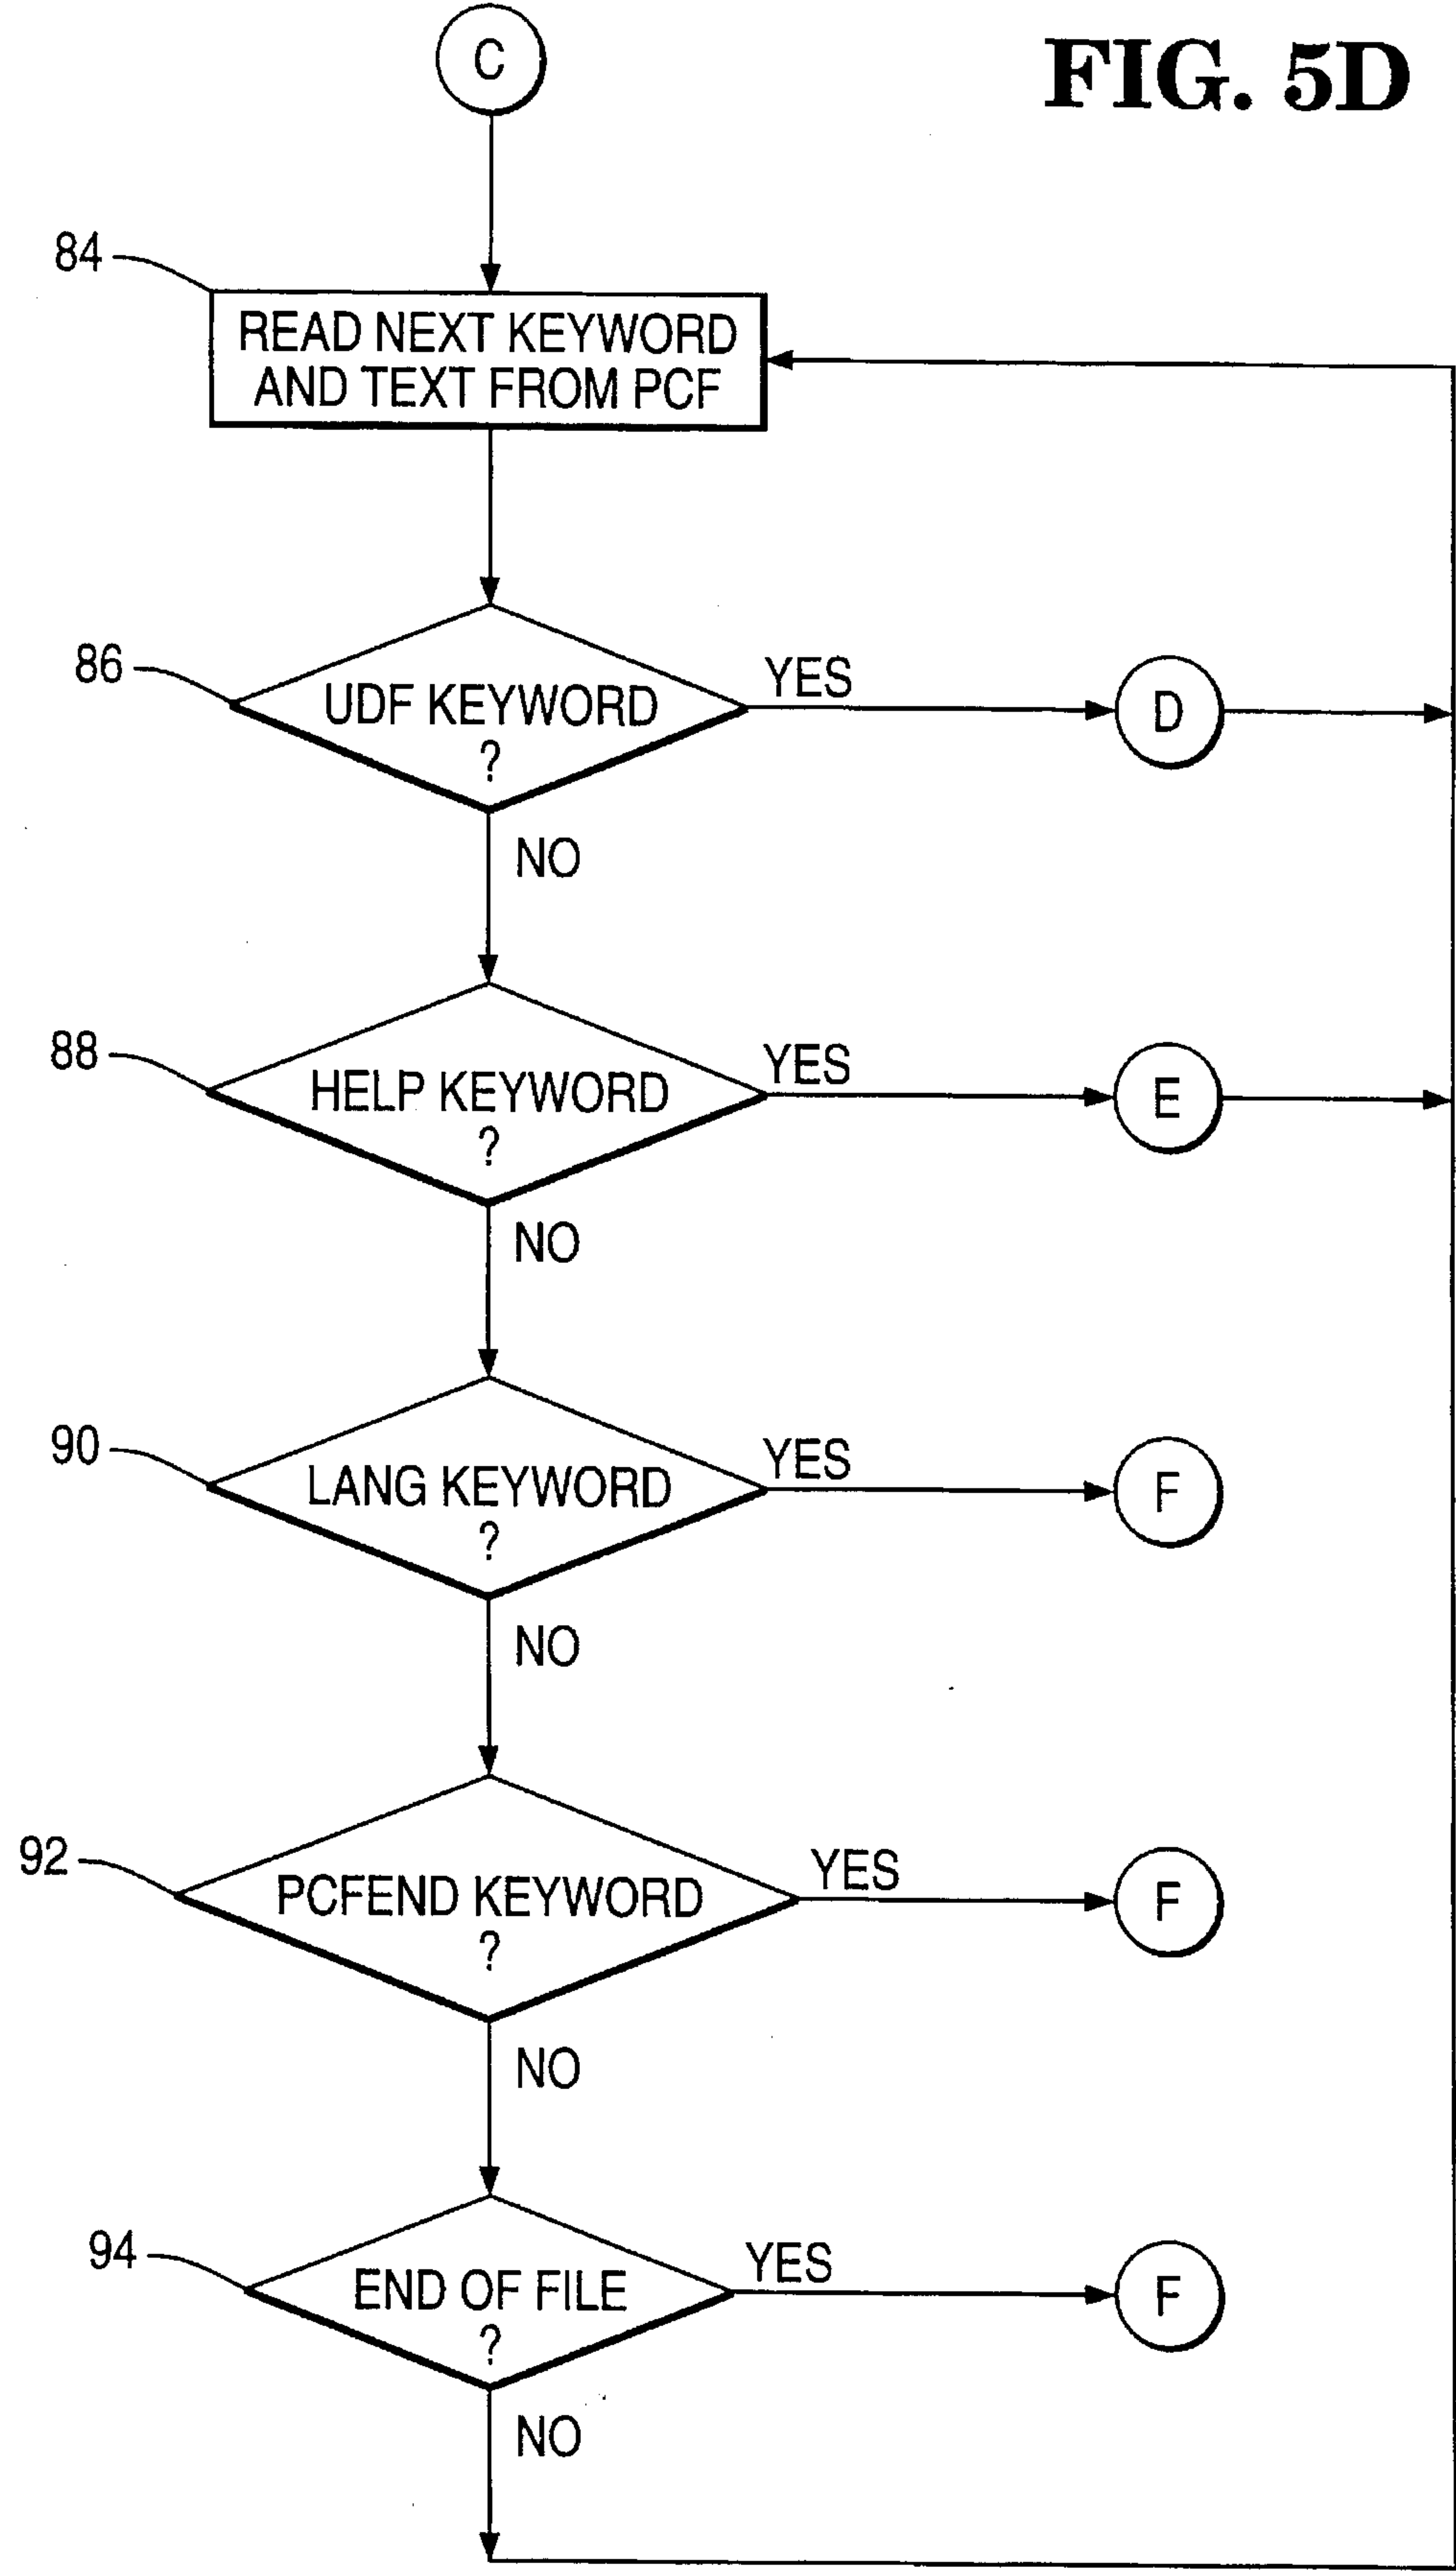 FIG. 5D
C
84
READ NEXT KEYWORD
AND TEXT FROM PCF
86
UDF KEYWORD
?
YES
D
NO
88
HELP KEYWORD
?
YES
E
NO
90
LANG KEYWORD
?
YES
F
NO
92
PCFEND KEYWORD
?
YES
F
NO
94
END OF FILE
?
YES
F
NO